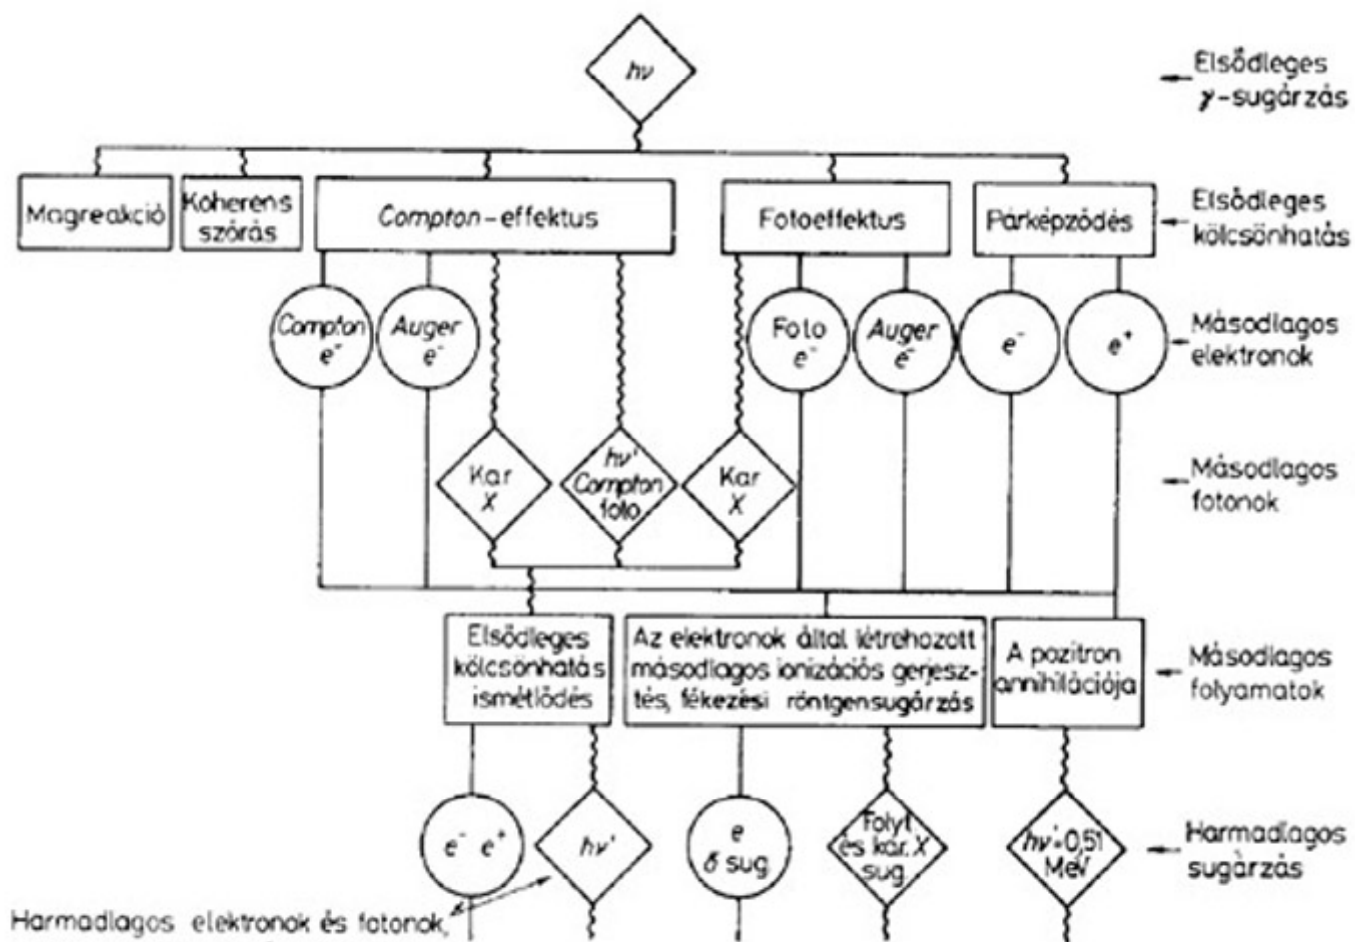 hν
Elsődleges
γ-sugárzás
Magreakció
Koherens
szórás
Compton-effektus
Fotoeffektus
Párképződés
Elsődleges
kölcsönhatás
Compton
e⁻
Auger
e⁻
Foto
e⁻
Auger
e⁻
e⁻
e⁺
Másodlagos
elektronok
Kar
X
hν'
Compton
foto
Kar
X
Másodlagos
fotonok
Elsődleges
kölcsönhatás
ismétlődés
Az elektronok által létrehozott
másodlagos ionizációs gerjesz-
tés, fékezési röntgensugárzás
A pozitron
annihilációja
Másodlagos
folyamatok
e⁻ e⁺
hν'
e
δ sug
Folyt
és kar. X
sug
hν'=0,51
MeV
Harmadlagos
sugárzás
Harmadlagos elektronok és fotonok,